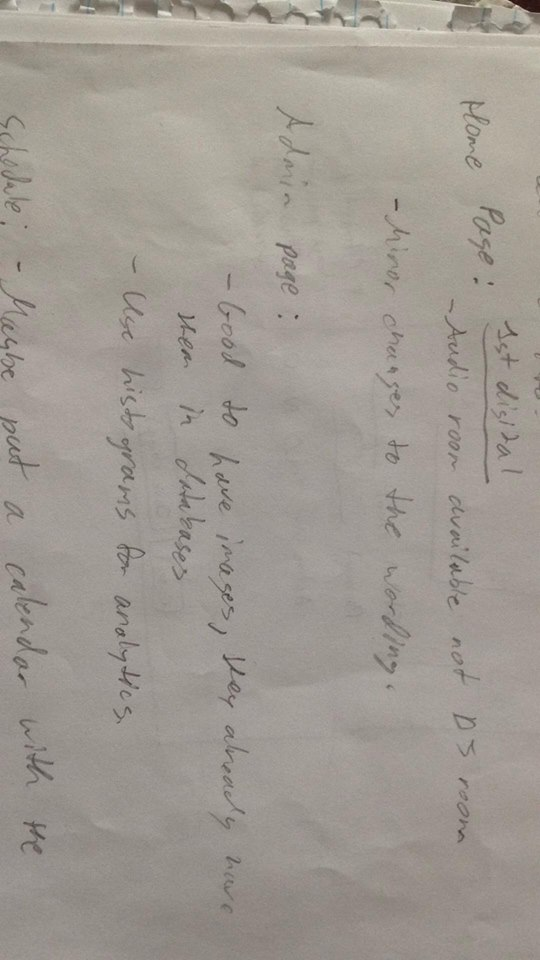 1st digital
Home Page: - Audio room available not DJ room
- Minor changes to the wording.
Admin page:
- Good to have images, they already have
them in databases
- Use histograms for analytics.
Schedule: - Maybe put a calendar with the